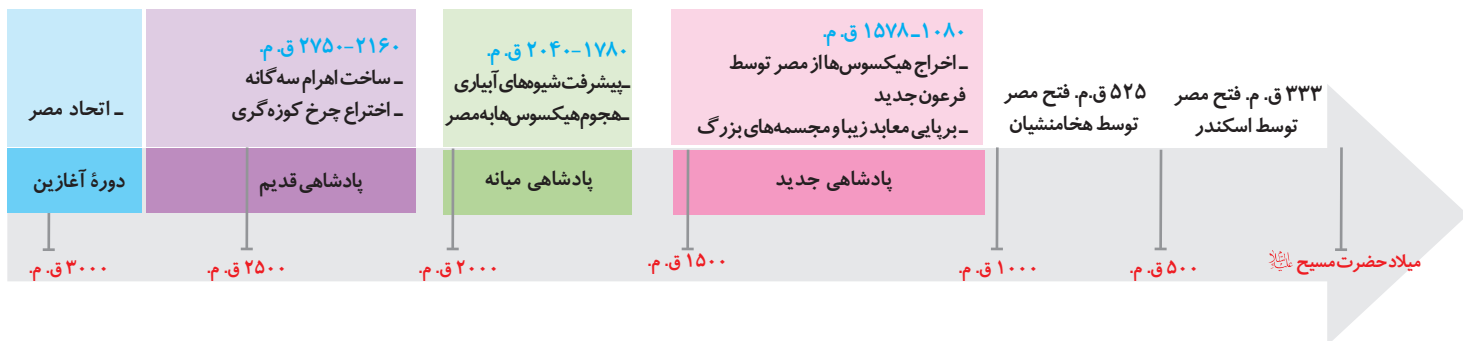 ـ اتحاد مصر
دورهٔ آغازین
۳۰۰۰ ق. م.
۲۷۵۰-۲۱۶۰ ق. م.
ـ ساخت اهرام سه گانه
ـ اختراع چرخ کوزه گری
پادشاهی قدیم
۲۵۰۰ ق. م.
۲۰۴۰-۱۷۸۰ ق. م.
ـ پیشرفت شیوه‌های آبیاری
ـ هجوم هیکسوس‌ها به مصر
پادشاهی میانه
۲۰۰۰ ق. م.
۱۰۸۰ـ۱۵۷۸ ق. م.
ـ اخراج هیکسوس‌ها از مصر توسط
فرعون جدید
ـ برپایی معابد زیبا و مجسمه‌های بزرگ
پادشاهی جدید
۱۵۰۰ ق. م.
۵۲۵ ق.م. فتح مصر
توسط هخامنشیان
۱۰۰۰ ق. م.
۳۳۳ ق. م. فتح مصر
توسط اسکندر
۵۰۰ ق. م.
میلاد حضرت مسیح علیه‌السلام